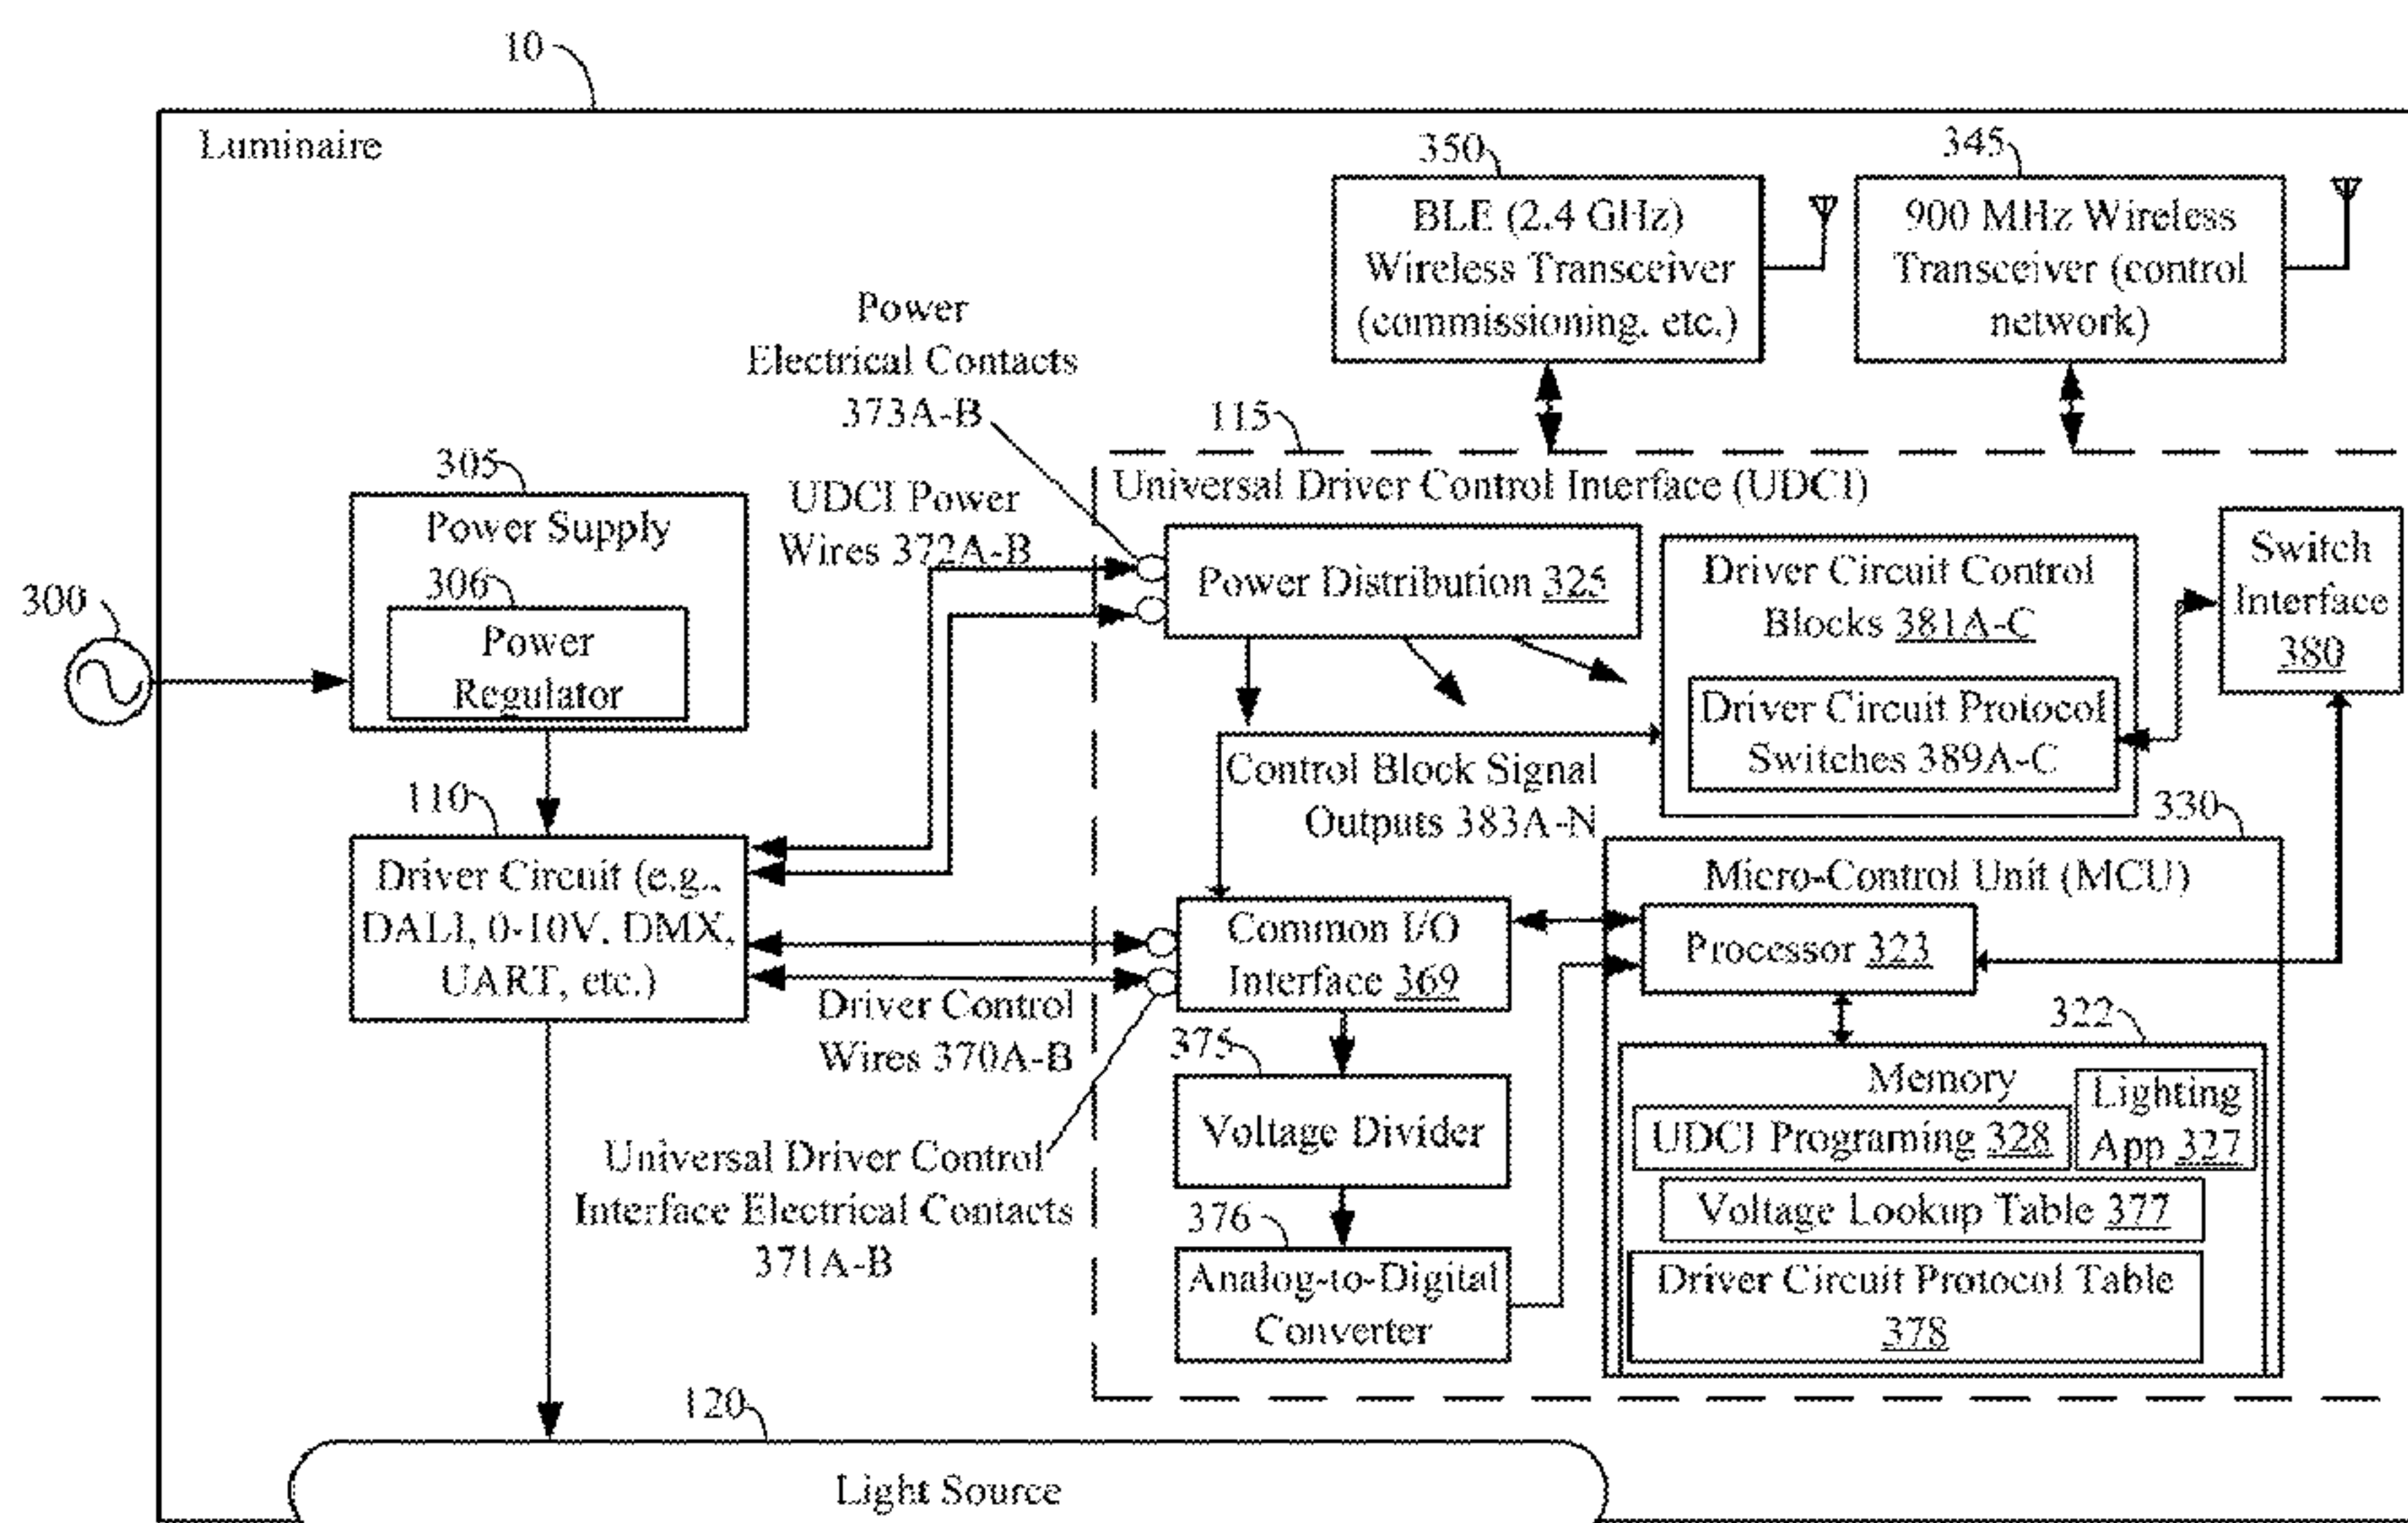 10
Luminaire
350
BLE (2.4 GHz)
Wireless Transceiver
(commissioning, etc.)
345
900 MHz Wireless
Transceiver (control
network)
Power
Electrical Contacts
373A-B
115
Universal Driver Control Interface (UDCI)
305
Power Supply
306
Power
Regulator
300
UDCI Power
Wires 372A-B
Power Distribution 325
Driver Circuit Control
Blocks 381A-C
Driver Circuit Protocol
Switches 389A-C
Switch
Interface
380
Control Block Signal
Outputs 383A-N
110
Driver Circuit (e.g.,
DALI, 0-10V, DMX,
UART, etc.)
Driver Control
Wires 370A-B
Common I/O
Interface 369
330
Micro-Control Unit (MCU)
Processor 323
322
Memory
UDCI Programing 328
Lighting
App 327
Voltage Lookup Table 377
Driver Circuit Protocol Table
378
375
Voltage Divider
Universal Driver Control
Interface Electrical Contacts
371A-B
376
Analog-to-Digital
Converter
120
Light Source